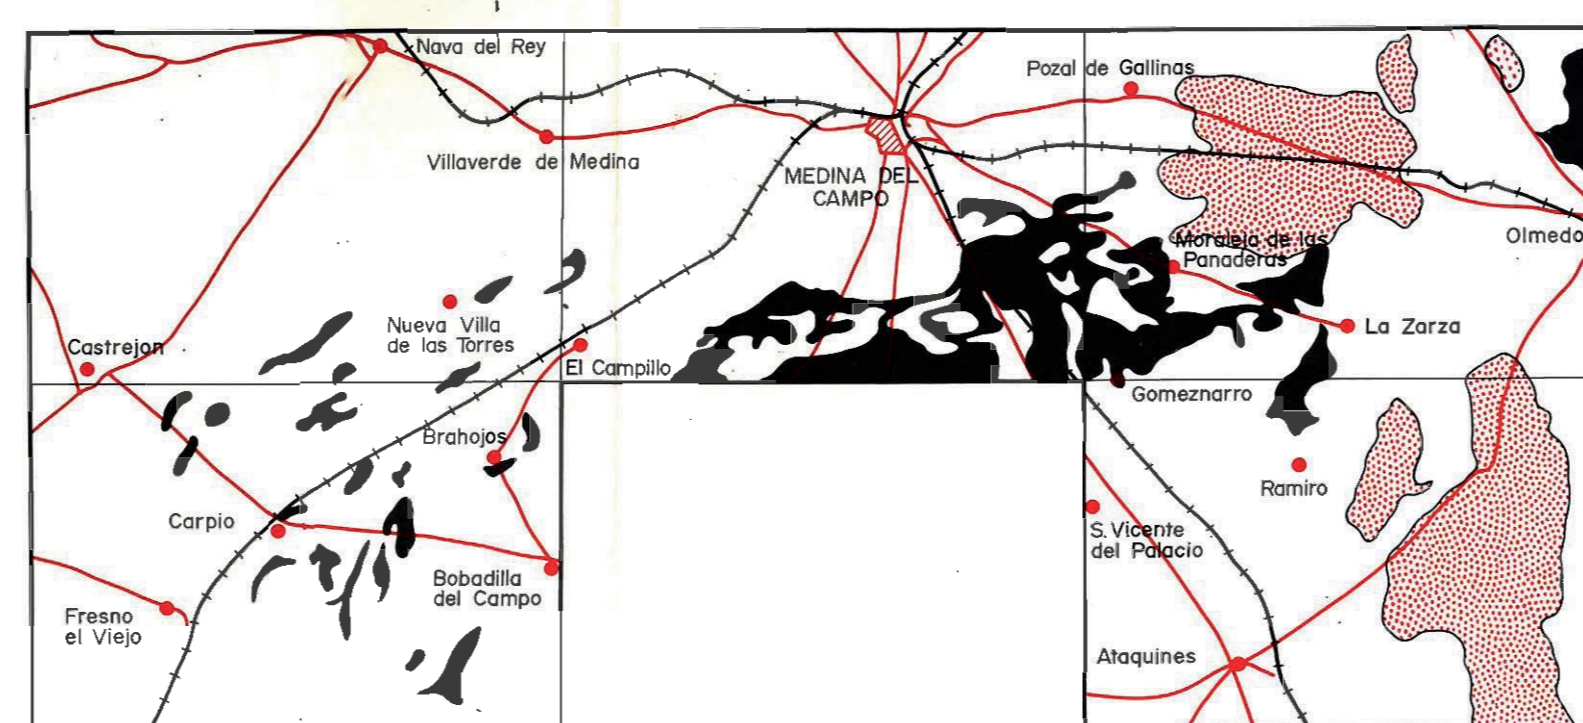 Nava del Rey
Pozal de Gallinas
Villaverde de Medina
MEDINA DEL
CAMPO
Olmedo
Moraleja de las
Panaderas
Nueva Villa
de las Torres
La Zarza
Castrejon
El Campillo
Gomeznarro
Brahojos
Ramiro
Carpio
S. Vicente
del Palacio
Bobadilla
del Campo
Fresno
el Viejo
Ataquines